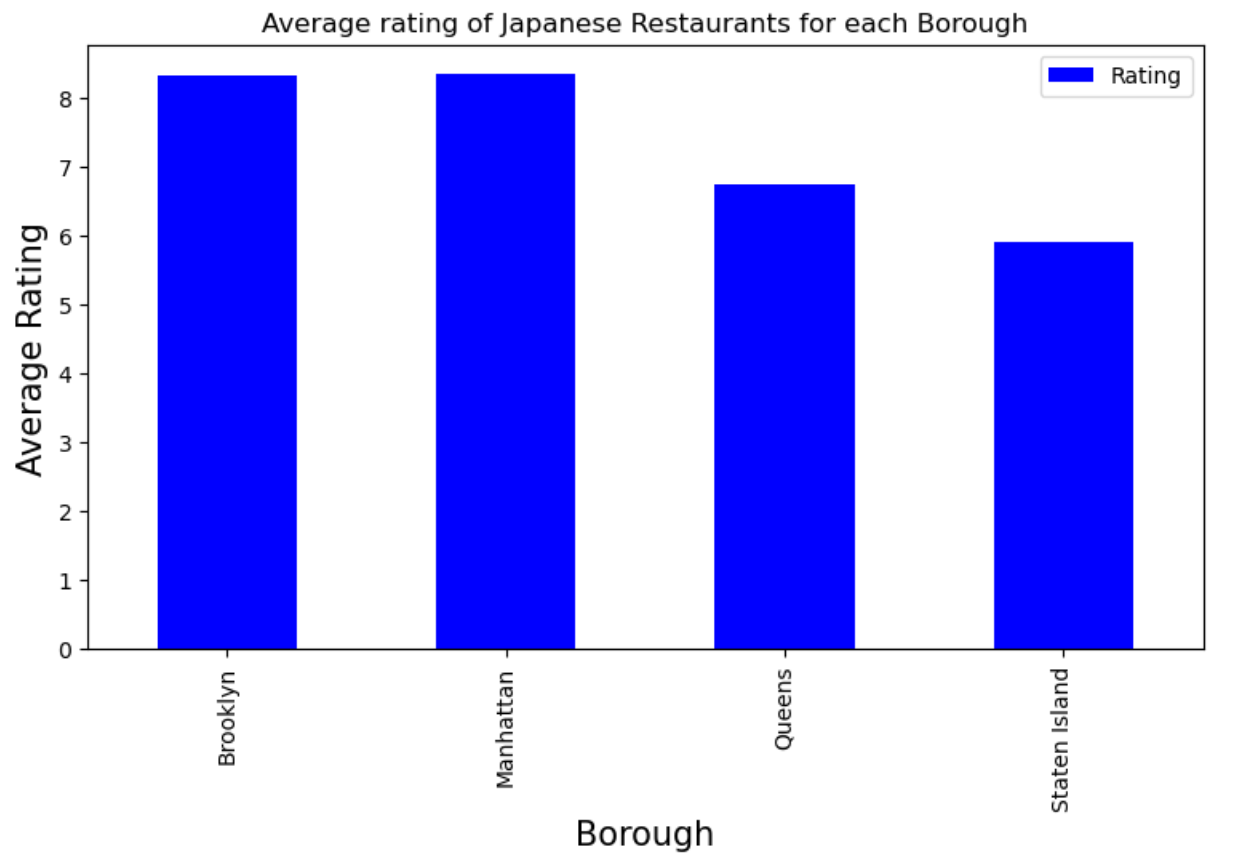 Average rating of Japanese Restaurants for each Borough
Rating
Average Rating
8
7
6
5
4
3
2
1
0
Brooklyn
Manhattan
Queens
Staten Island
Borough